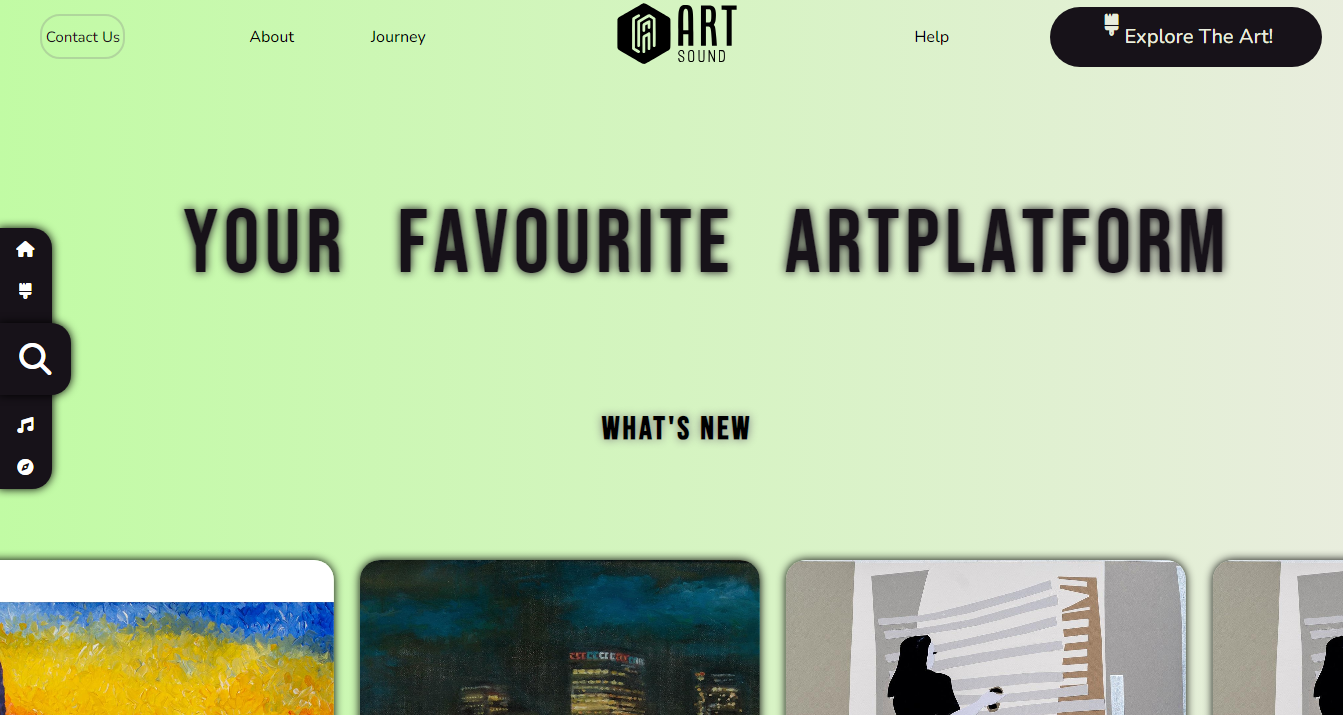 Contact Us
About
Journey
ART
SOUND
Help
Explore The Art!
YOUR FAVOURITE ARTPLATFORM
WHAT'S NEW